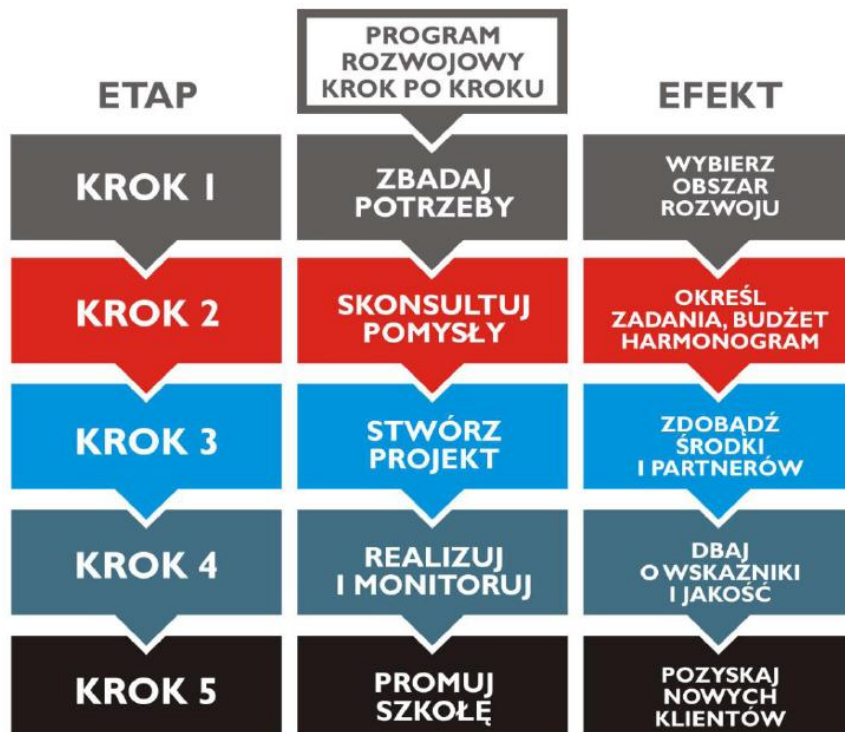 PROGRAM
ROZWOJOWY
KROK PO KROKU
ETAP
EFEKT
KROK 1
ZBADAJ
POTRZEBY
WYBIERZ
OBSZAR
ROZWOJU
KROK 2
SKONSULTUJ
POMYSŁY
OKREŚL
ZADANIA, BUDŻET
HARMONOGRAM
KROK 3
STWÓRZ
PROJEKT
ZDOBĄDŹ
ŚRODKI
I PARTNERÓW
KROK 4
REALIZUJ
I MONITORUJ
DBAJ
O WSKAŹNIKI
I JAKOŚĆ
KROK 5
PROMUJ
SZKOŁĘ
POZYSKAJ
NOWYCH
KLIENTÓW